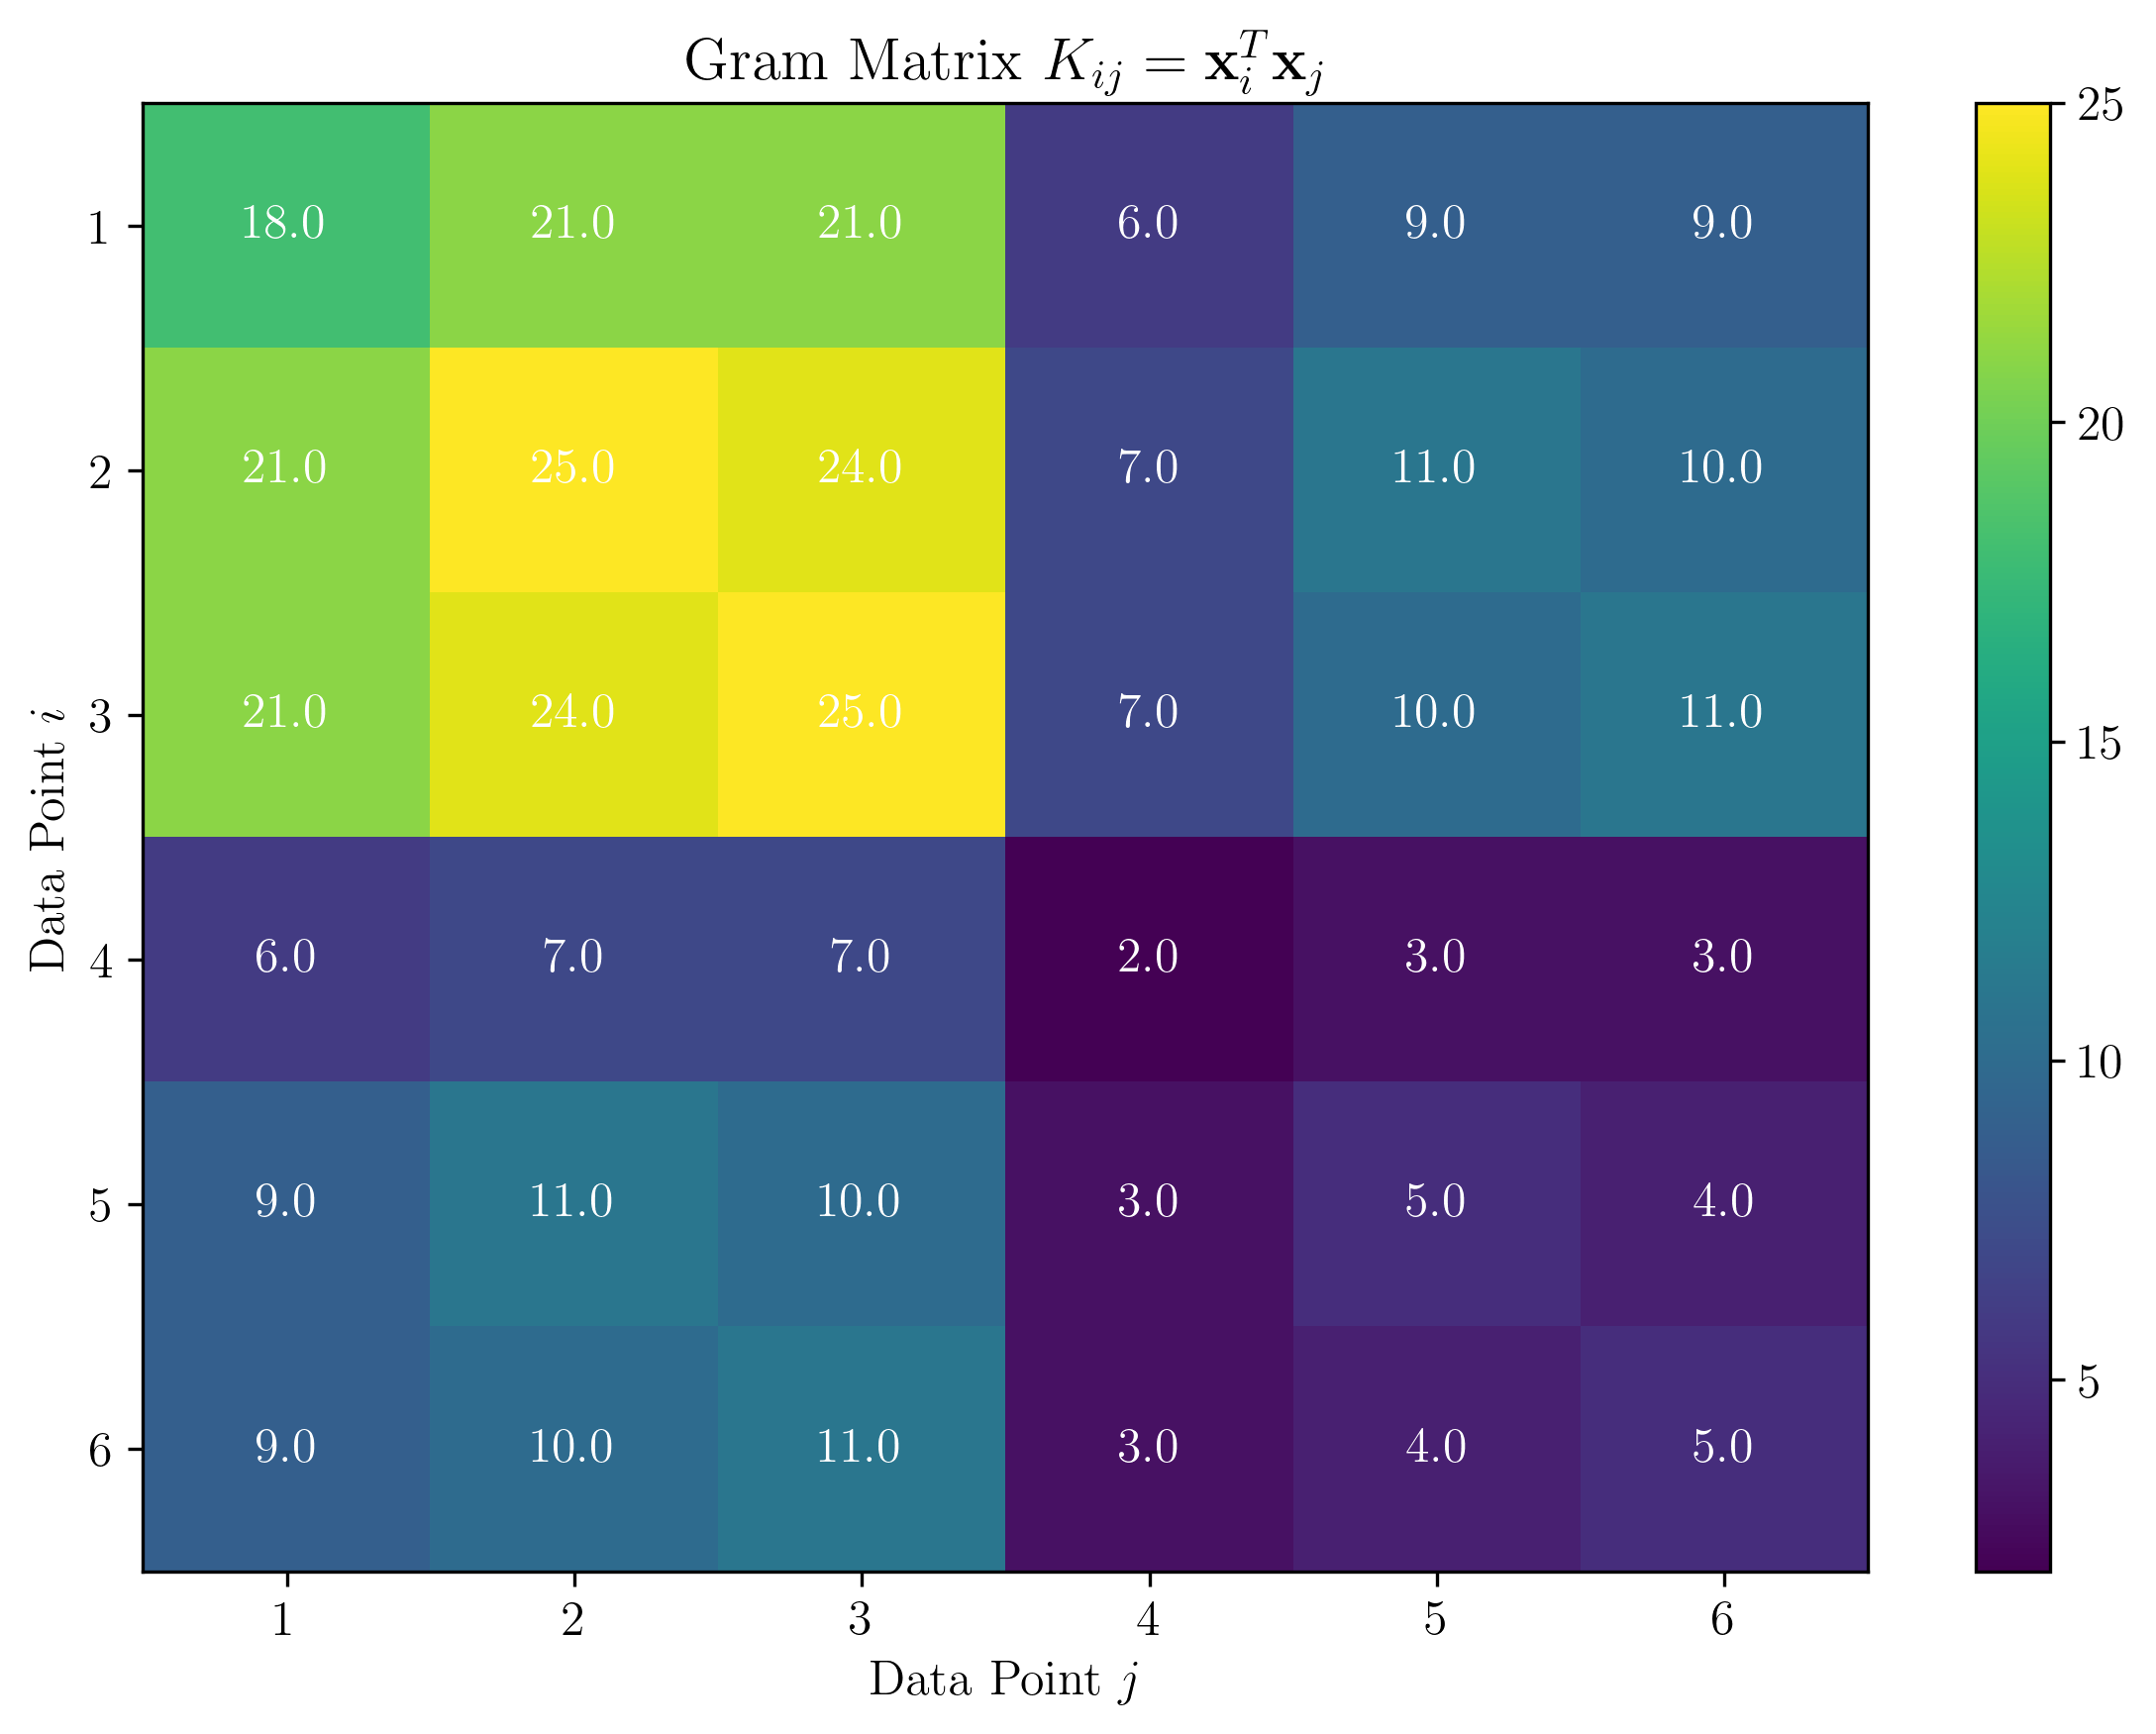 Gram Matrix $K_{ij} = \mathbf{x}_i^T \mathbf{x}_j$
1 18.0 21.0 21.0 6.0 9.0 9.0
2 21.0 25.0 24.0 7.0 11.0 10.0
3 21.0 24.0 25.0 7.0 10.0 11.0
4 6.0 7.0 7.0 2.0 3.0 3.0
5 9.0 11.0 10.0 3.0 5.0 4.0
6 9.0 10.0 11.0 3.0 4.0 5.0
1 2 3 4 5 6
Data Point j
Data Point i
25
20
15
10
5